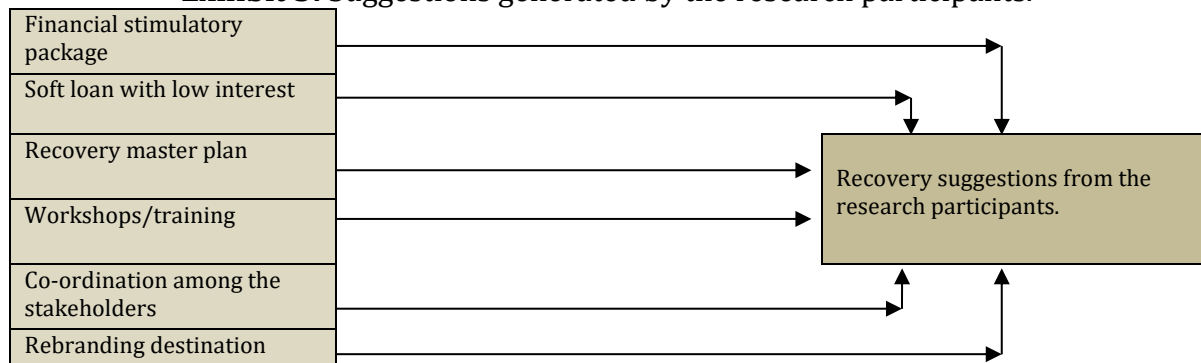 Suggestions generated by the research participants.
Financial stimulatory
package
Soft loan with low interest
Recovery master plan
Workshops/training
Co-ordination among the
stakeholders
Rebranding destination
Recovery suggestions from the
research participants.